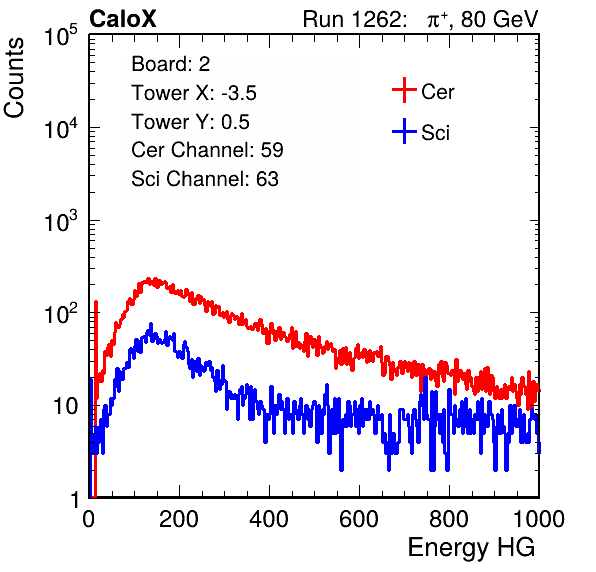 CaloX Run 1262: π⁺, 80 GeV
Counts
Board: 2
Tower X: -3.5
Tower Y: 0.5
Cer Channel: 59
Sci Channel: 63
Cer
Sci
10⁵
10⁴
10³
10²
10
1
0 200 400 600 800 1000
Energy HG